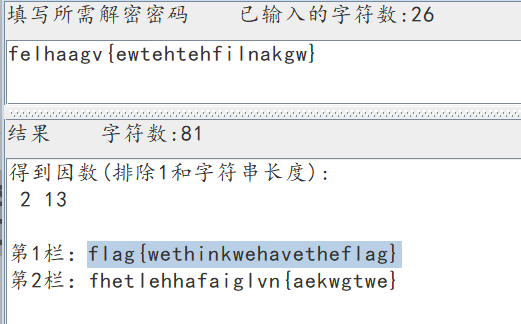 填写所需解密密码 已输入的字符数:26
felhaagv{ewtehtehfilnakgw}
结果 字符数:81
得到因数(排除1和字符串长度):
2 13
第1栏: flag{wethinkwehavetheflag}
第2栏: fhetlehhafaiglvn{aekwgtwe}